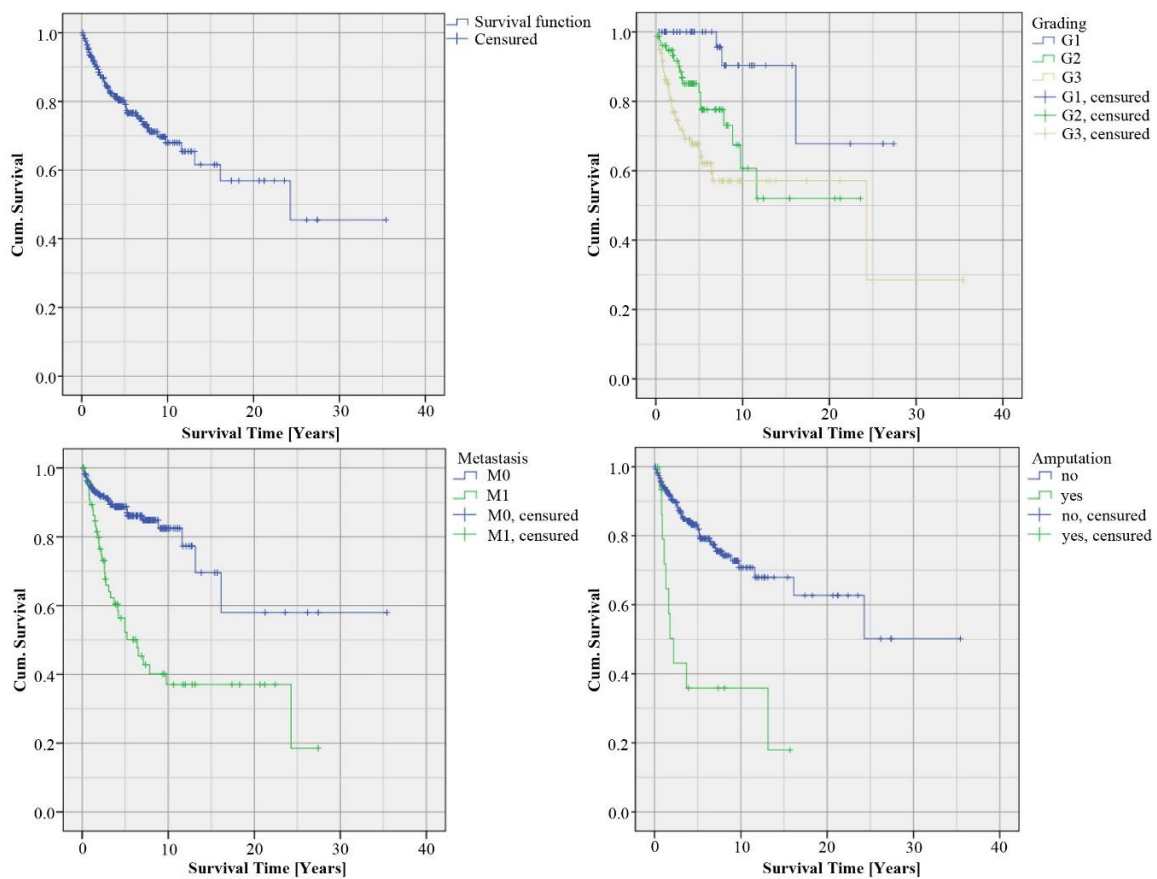 Survival function
Censured
1.0
0.8
0.6
0.4
0.2
0.0
Cum. Survival
0
10
20
30
40
Survival Time [Years]
Grading
G1
G2
G3
G1, censured
G2, censured
G3, censured
1.0
0.8
0.6
0.4
0.2
0.0
Cum. Survival
0
10
20
30
40
Survival Time [Years]
Metastasis
M0
M1
M0, censured
M1, censured
1.0
0.8
0.6
0.4
0.2
0.0
Cum. Survival
0
10
20
30
40
Survival Time [Years]
Amputation
no
yes
no, censured
yes, censured
1.0
0.8
0.6
0.4
0.2
0.0
Cum. Survival
0
10
20
30
40
Survival Time [Years]